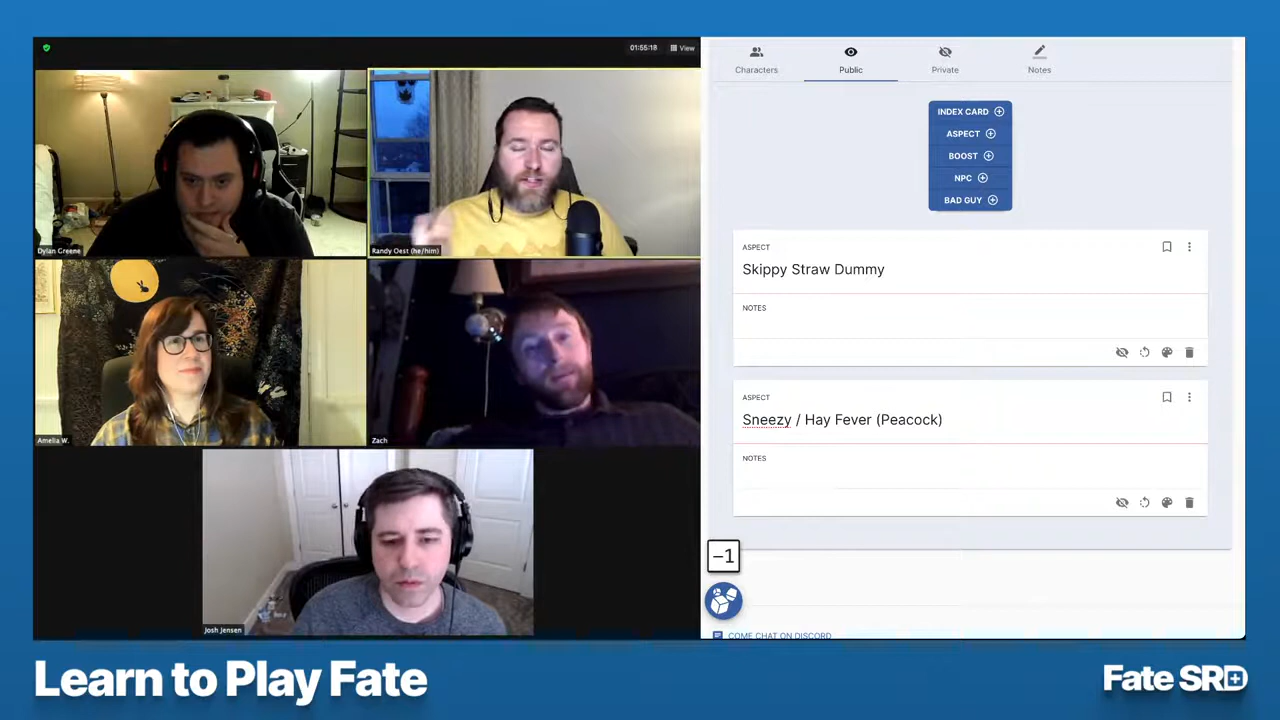 01:55:18
View
Dylan Greene
Randy Oest (he/him)
Amelia W.
Zach
Josh Jensen
Characters
Public
Private
Notes
INDEX CARD
ASPECT
BOOST
NPC
BAD GUY
ASPECT
Skippy Straw Dummy
NOTES
ASPECT
Sneezy / Hay Fever (Peacock)
NOTES
−1
COME CHAT ON DISCORD
Learn to Play Fate
Fate SRD